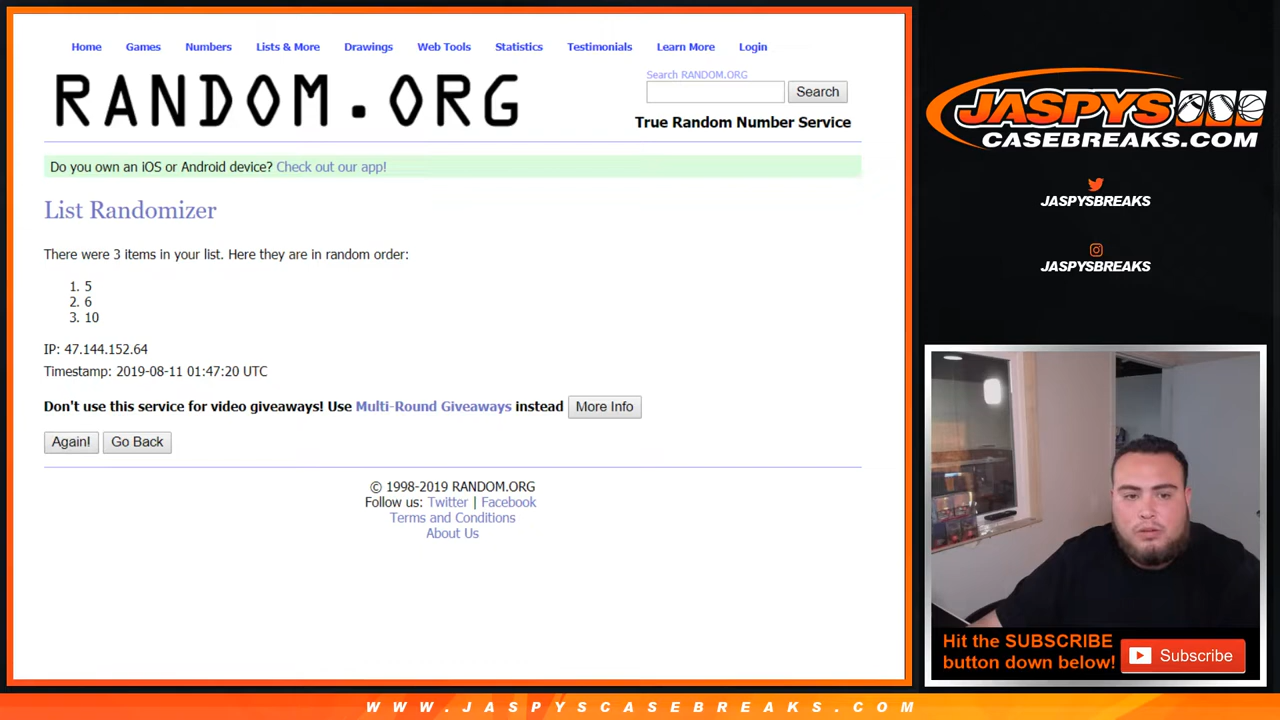 Home Games Numbers Lists & More Drawings Web Tools Statistics Testimonials Learn More Login
RANDOM.ORG
Search RANDOM.ORG
Search
True Random Number Service
Do you own an iOS or Android device? Check out our app!
List Randomizer
There were 3 items in your list. Here they are in random order:
1. 5
2. 6
3. 10
IP: 47.144.152.64
Timestamp: 2019-08-11 01:47:20 UTC
Don't use this service for video giveaways! Use Multi-Round Giveaways instead More Info
Again! Go Back
© 1998-2019 RANDOM.ORG
Follow us: Twitter | Facebook
Terms and Conditions
About Us
JASPYS
CASEBREAKS.COM
JASPYSBREAKS
JASPYSBREAKS
Hit the SUBSCRIBE
button down below!
Subscribe
WWW.JASPYSCASEBREAKS.COM